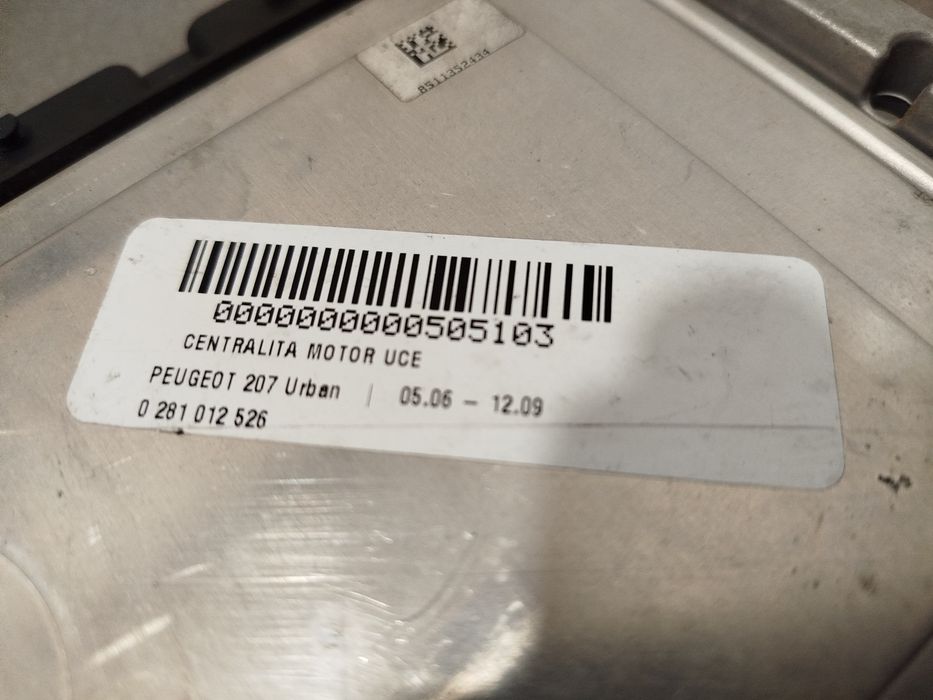 8511352434
0000000000505103
CENTRALITA MOTOR UCE
PEUGEOT 207 Urban | 05.06 – 12.09
0 281 012 526